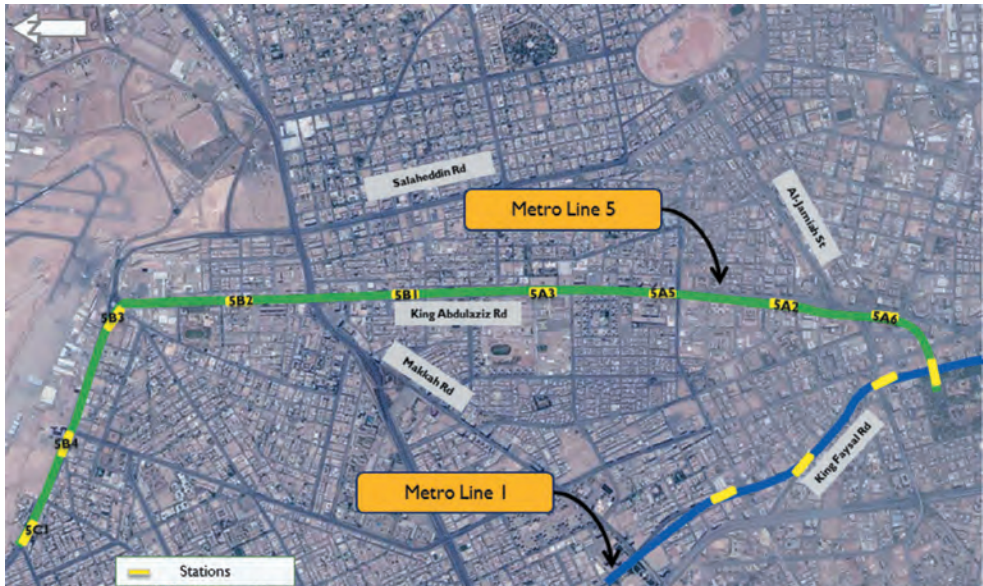 N
Salaheddin Rd
Al-Jamiah St
Metro Line 5
5B3
5B2
5B1
5A3
5A5
5A2
5A6
King Abdulaziz Rd
Makkah Rd
5B4
King Faysal Rd
Metro Line 1
5C1
Stations